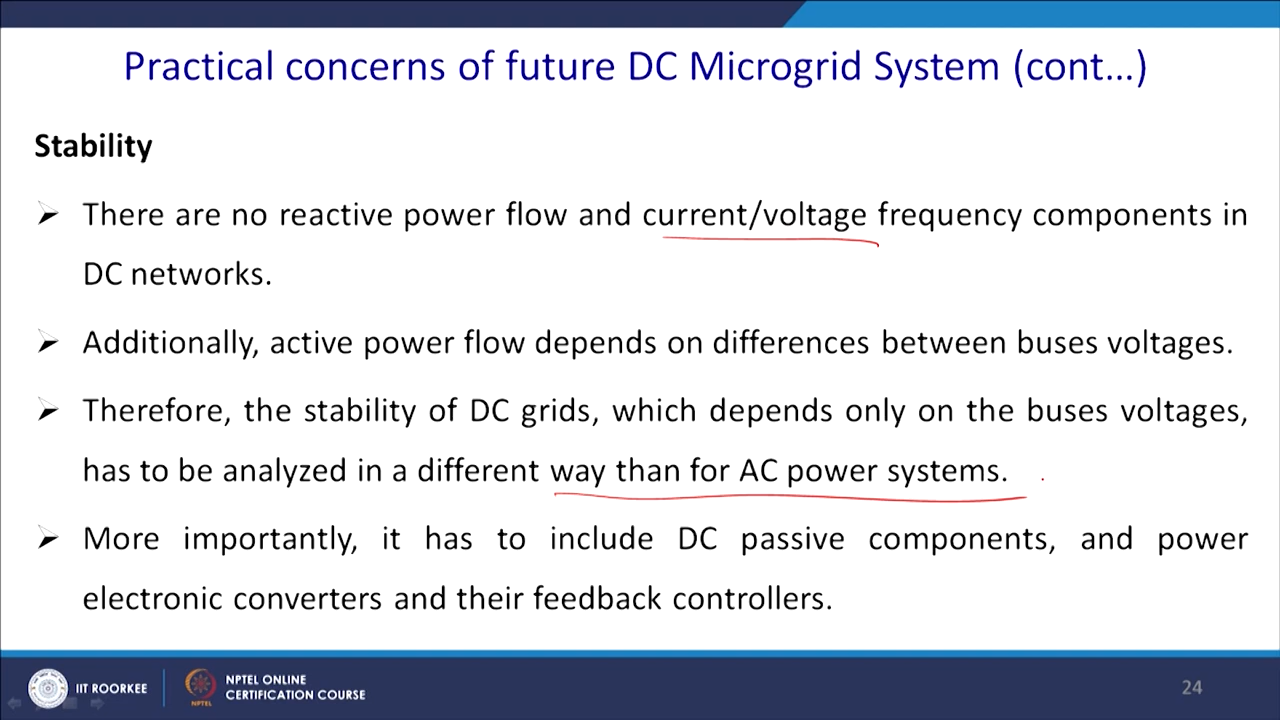 Practical concerns of future DC Microgrid System (cont...)
Stability
There are no reactive power flow and current/voltage frequency components in
DC networks.
Additionally, active power flow depends on differences between buses voltages.
Therefore, the stability of DC grids, which depends only on the buses voltages,
has to be analyzed in a different way than for AC power systems.
More importantly, it has to include DC passive components, and power
electronic converters and their feedback controllers.
IIT ROORKEE
NPTEL
NPTEL ONLINE
CERTIFICATION COURSE
24